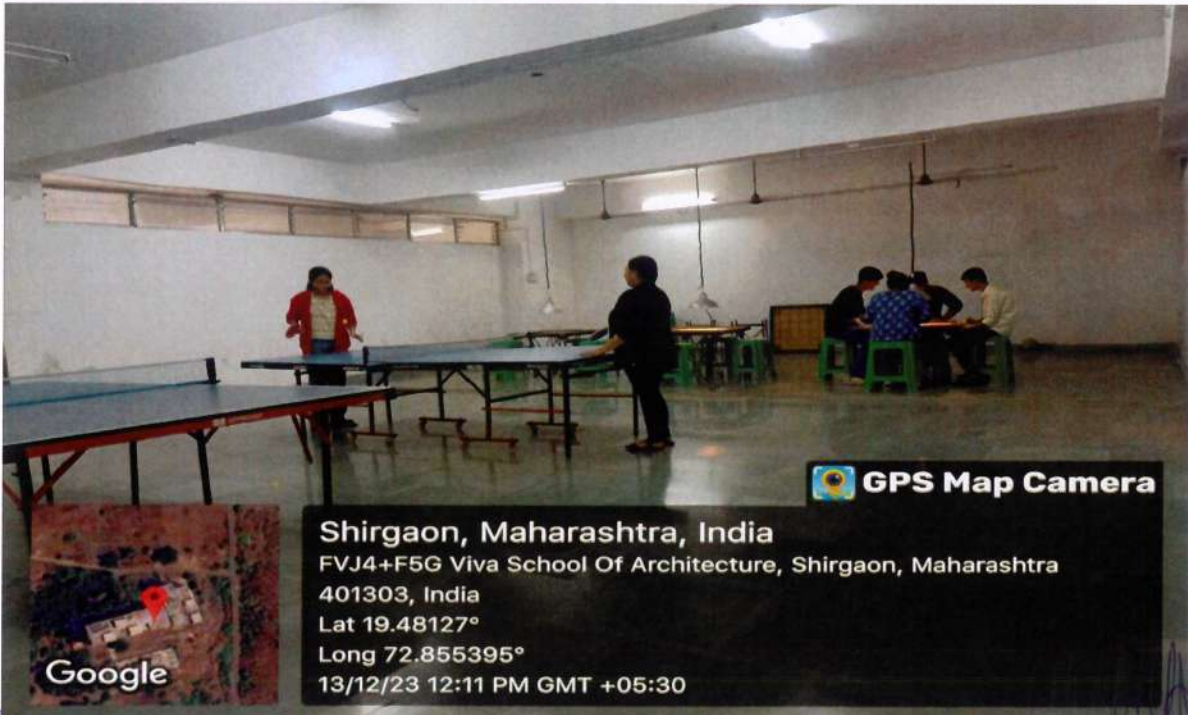 GPS Map Camera
Shirgaon, Maharashtra, India
FVJ4+F5G Viva School Of Architecture, Shirgaon, Maharashtra
401303, India
Lat 19.48127°
Long 72.855395°
13/12/23 12:11 PM GMT +05:30
Google